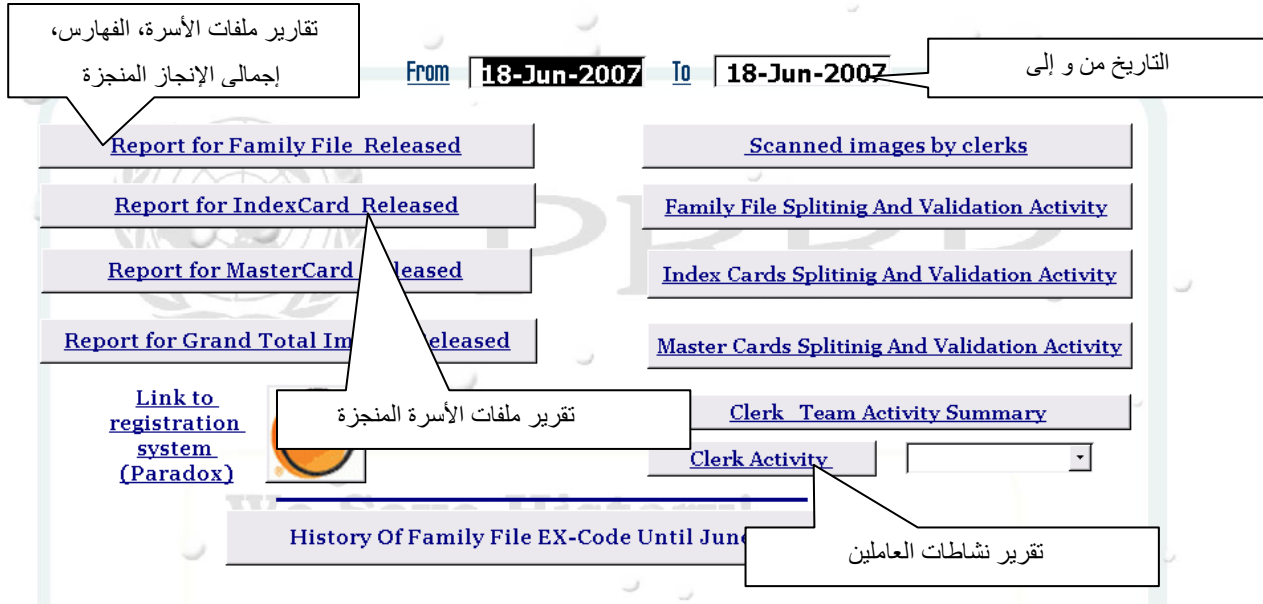 تقارير ملفات الأسرة، الفهارس،
إجمالى الإنجاز المنجزة
From 18-Jun-2007 To 18-Jun-2007
التاريخ من و إلى
Report for Family File Released
Scanned images by clerks
Report for IndexCard Released
Family File Splitinig And Validation Activity
Report for MasterCard
Index Cards Splitinig And Validation Activity
Report for Grand Total
Master Cards Splitinig And Validation Activity
Link to
registration
system
(Paradox)
تقرير ملفات الأسرة المنجزة
Clerk Team Activity Summary
Clerk Activity
We Save History!
History Of Family File EX-Code Until June
تقرير نشاطات العاملين